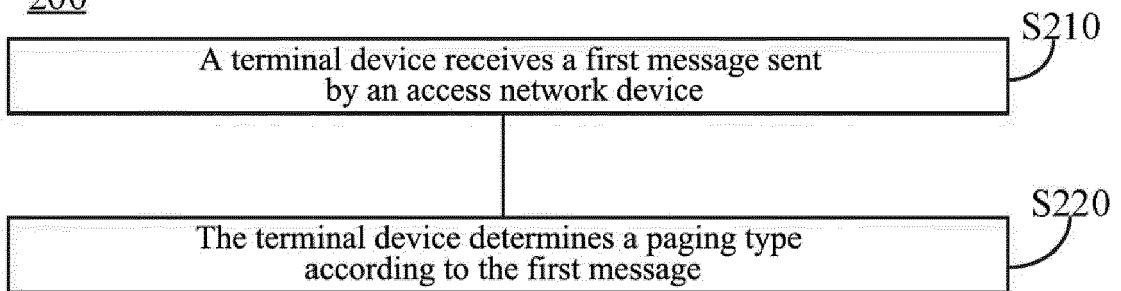 200
S210
A terminal device receives a first message sent
by an access network device
S220
The terminal device determines a paging type
according to the first message